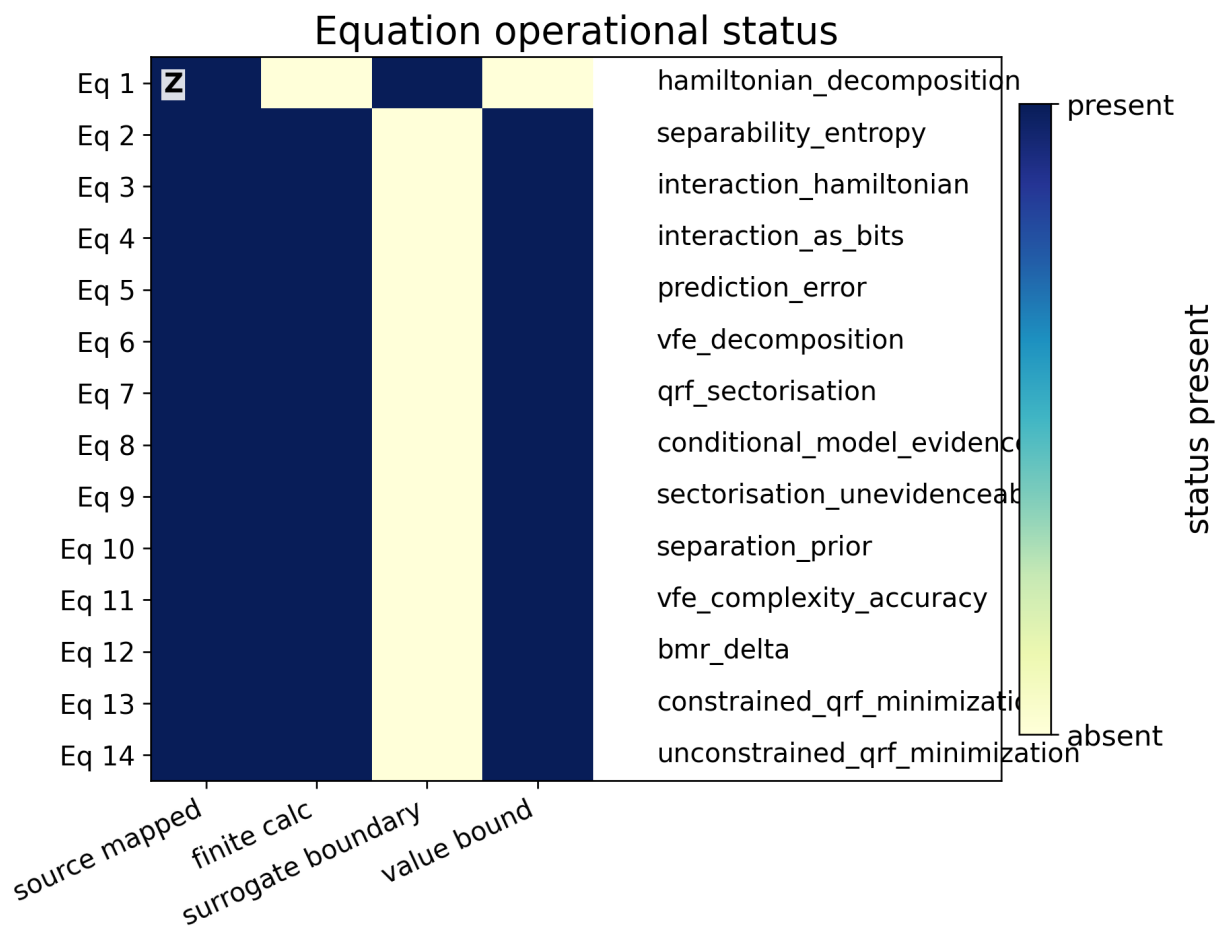 Equation operational status
Eq 1 Z hamiltonian_decomposition
Eq 2 separability_entropy
Eq 3 interaction_hamiltonian
Eq 4 interaction_as_bits
Eq 5 prediction_error
Eq 6 vfe_decomposition
Eq 7 qrf_sectorisation
Eq 8 conditional_model_evidence
Eq 9 sectorisation_unevidenceab
Eq 10 separation_prior
Eq 11 vfe_complexity_accuracy
Eq 12 bmr_delta
Eq 13 constrained_qrf_minimizatio
Eq 14 unconstrained_qrf_minimization
source mapped
finite calc
surrogate boundary
value bound
present
absent
status present